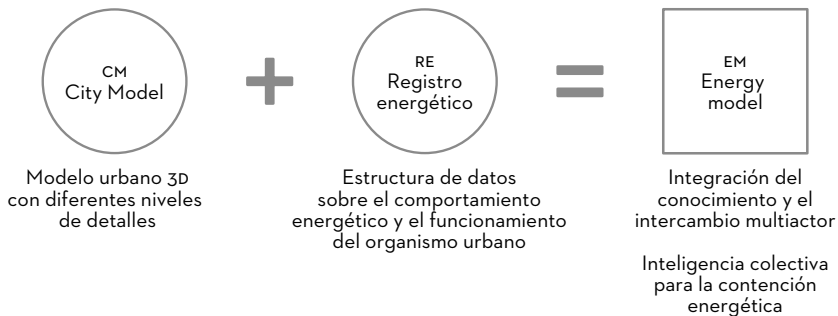 CM
City Model
+
RE
Registro
energético
=
EM
Energy
model
Modelo urbano 3D
con diferentes niveles
de detalles
Estructura de datos
sobre el comportamiento
energético y el funcionamiento
del organismo urbano
Integración del
conocimiento y el
intercambio multiactor
Inteligencia colectiva
para la contención
energética